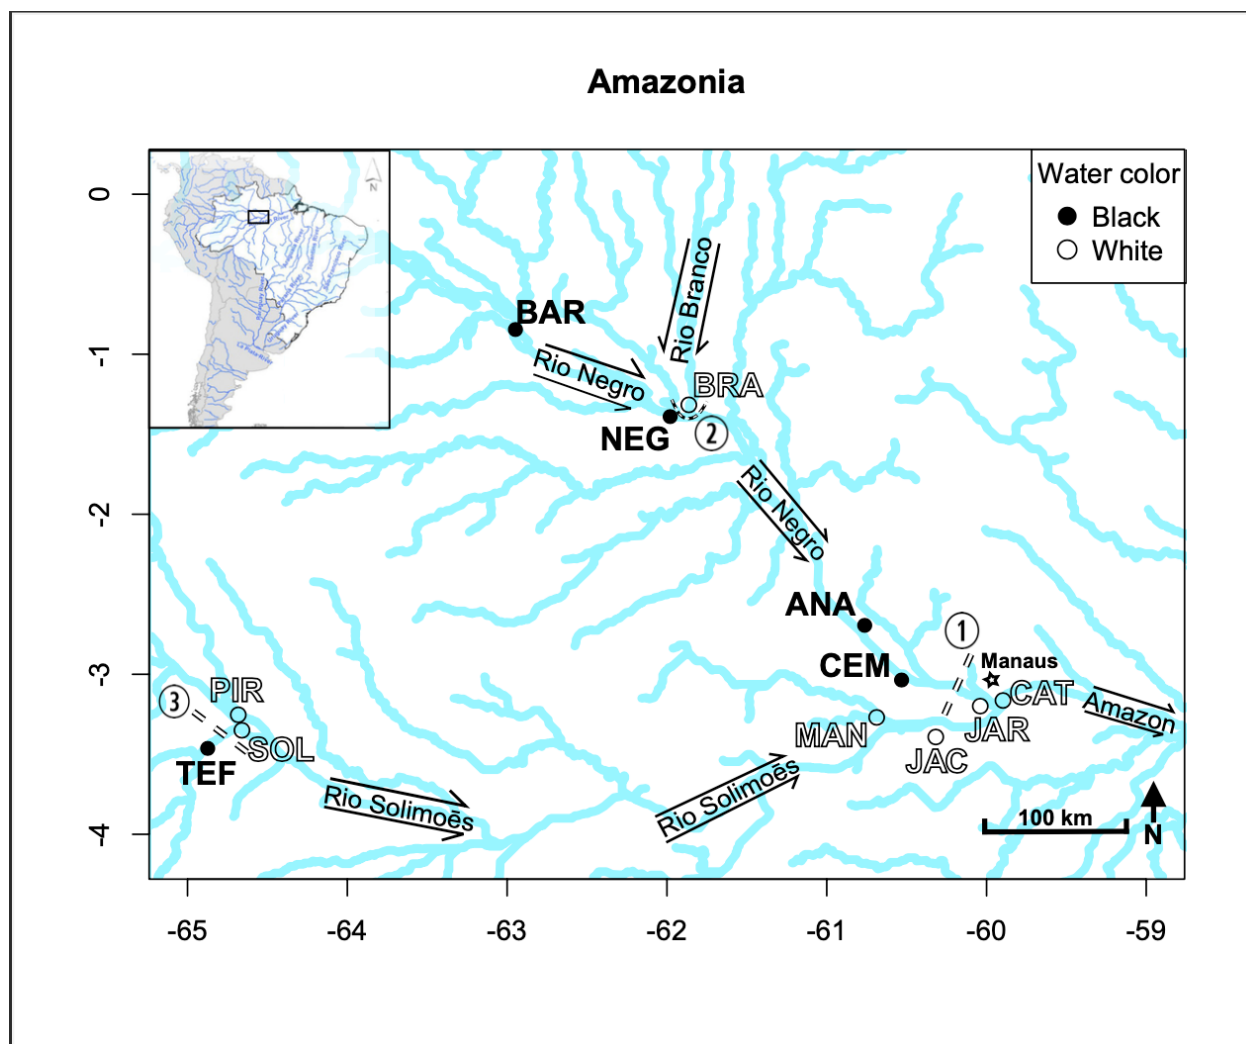 Amazonia
Water color
Black
White
N
0
-1
-2
-3
-4
BAR
Rio Negro
Rio Branco
BRA
NEG
2
Rio Negro
ANA
1
CEM
Manaus
CAT
JAR
Amazon
MAN
JAC
PIR
3
SOL
TEF
Rio Solimoēs
Rio Solimoēs
100 km
N
-65
-64
-63
-62
-61
-60
-59